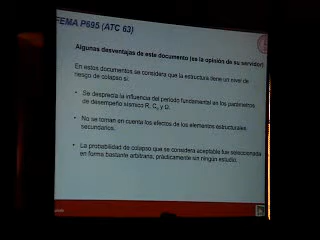 FEMA P695 (ATC 63)
Algunas desventajas de este documento (es la opinión de su servidor)
En estos documentos se considera que la estructura tiene un nivel
de riesgo de colapso si:
• Se desprecia la influencia del periodo fundamental en los parámetros
de desempeño sísmico R, Cd y Ω.
• No se toman en cuenta los efectos de los elementos estructurales
secundarios.
• La probabilidad de colapso que se considera aceptable fue seleccionada
en forma bastante arbitraria, prácticamente sin ningún estudio.